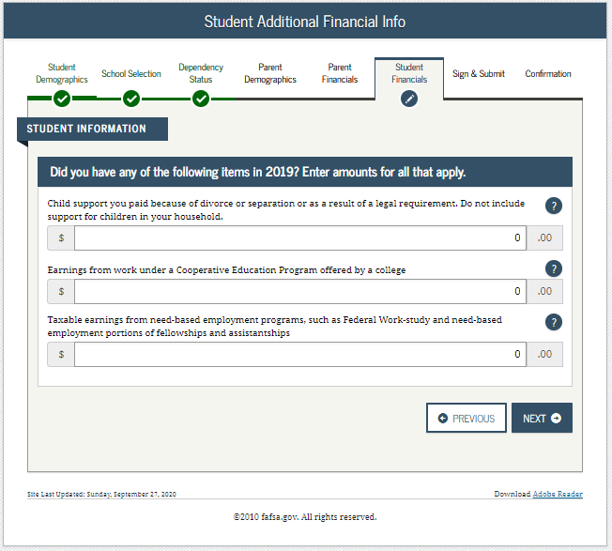 Student Additional Financial Info
Student Demographics
School Selection
Dependency Status
Parent Demographics
Parent Financials
Student Financials
Sign & Submit
Confirmation
STUDENT INFORMATION
Did you have any of the following items in 2019? Enter amounts for all that apply.
Child support you paid because of divorce or separation or as a result of a legal requirement. Do not include
support for children in your household.
?
$ 0 .00
Earnings from work under a Cooperative Education Program offered by a college
?
$ 0 .00
Taxable earnings from need-based employment programs, such as Federal Work-study and need-based
employment portions of fellowships and assistantships
?
$ 0 .00
PREVIOUS
NEXT
Site Last Updated: Sunday, September 27, 2020
Download Adobe Reader
©2010 fafsa.gov. All rights reserved.